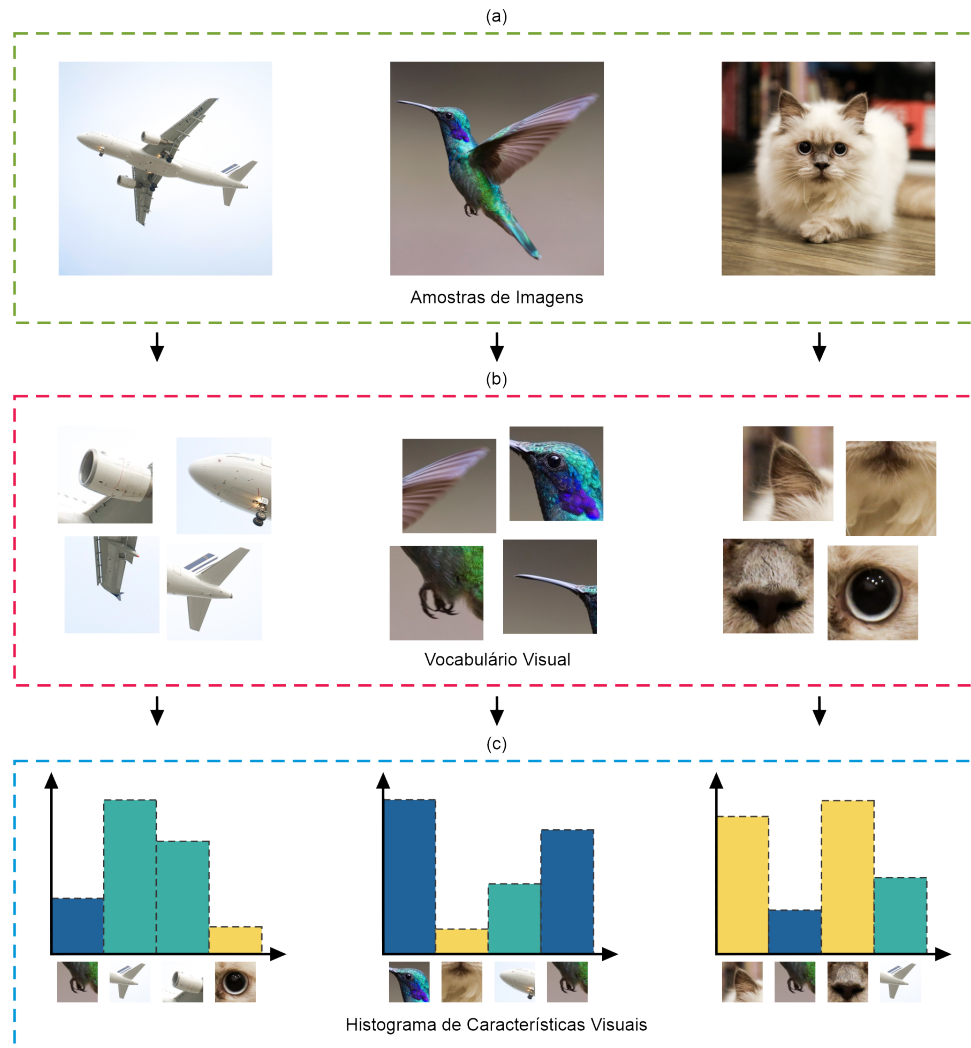 (a)
Amostras de Imagens
(b)
Vocabulário Visual
(c)
Histograma de Características Visuais